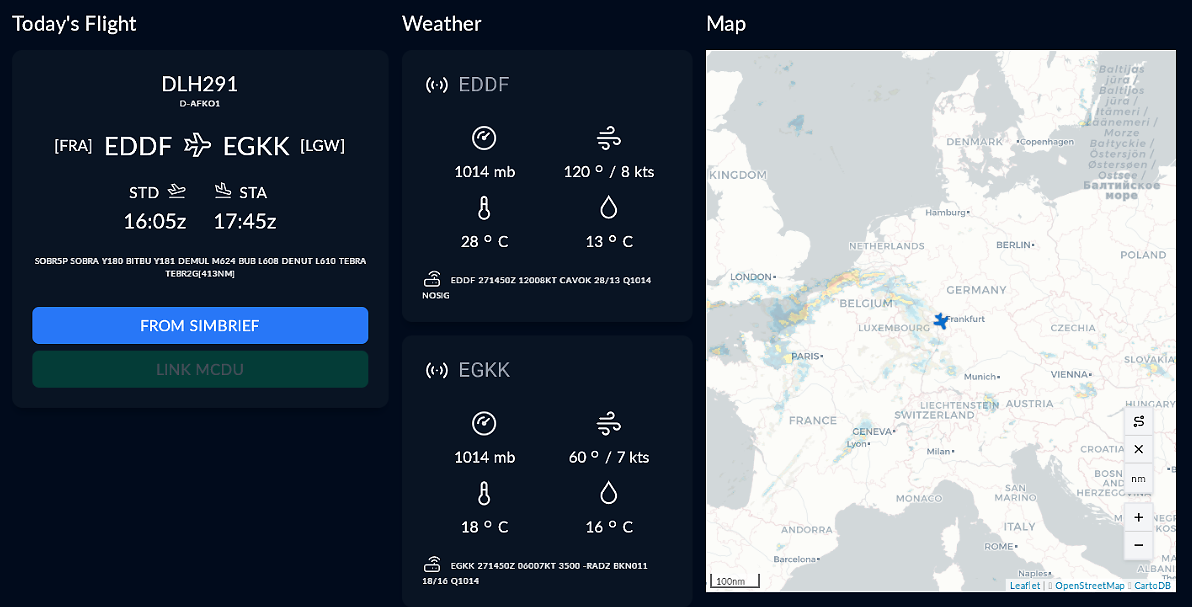 Today's Flight
DLH291
D-AFKO1
[FRA] EDDF EGKK [LGW]
STD STA
16:05z 17:45z
SOBR5P SOBRA Y180 BITBU Y181 DEMUL M624 BUB L608 DENUT L610 TEBRA
TEBR2G[413NM]
FROM SIMBRIEF
LINK MCDU
Weather
EDDF
1014 mb 120 ° / 8 kts
28 ° C 13 ° C
EDDF 271450Z 12008KT CAVOK 28/13 Q1014
NOSIG
EGKK
1014 mb 60 ° / 7 kts
18 ° C 16 ° C
EGKK 271450Z 06007KT 3500 -RADZ BKN011
18/16 Q1014
Map
Baltijas
jūra /
Baltijos
jūra /
Itämeri /
Läänemeri /
Morze
Bałtyckie /
Östersjön /
Østersøen /
Ostsee /
Балтийское
море
DENMARK
Copenhagen
KINGDOM
Hamburg
NETHERLANDS
BERLIN
POLAND
LONDON
GERMANY
BELGIUM
Frankfurt
LUXEMBOURG
CZECHIA
PARIS
SLOVAKIA
Munich
VIENNA
LIECHTENSTEIN
AUSTRIA
HUNGARY
SWITZERLAND
FRANCE
GENEVA
Lyon
Milan
CROATIA
BOSNIA
AND
HERZEGOVINA
nm
SAN
MARINO
MONACO
+
ANDORRA
ITALY
−
ROME
Barcelona
ALBANI
Naples
100nm
Leaflet | © OpenStreetMap © CartoDB